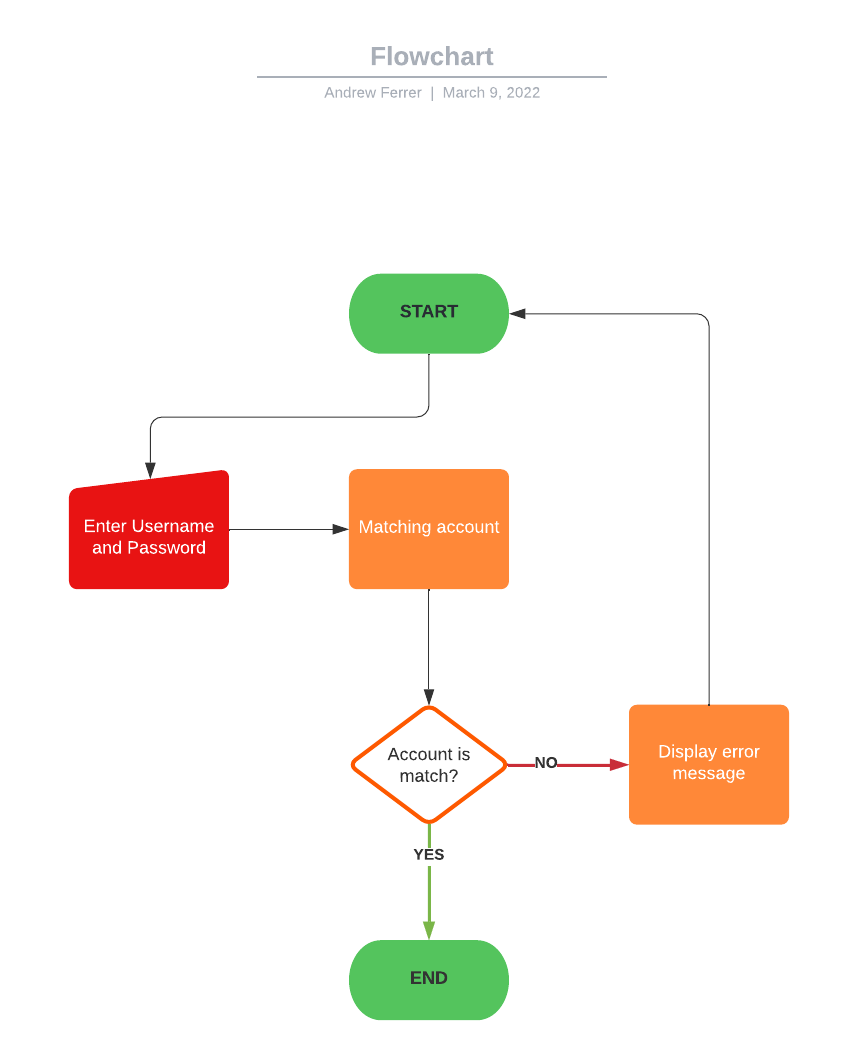 Flowchart
Andrew Ferrer | March 9, 2022
START
Enter Username
and Password
Matching account
Account is
match?
NO
Display error
message
YES
END